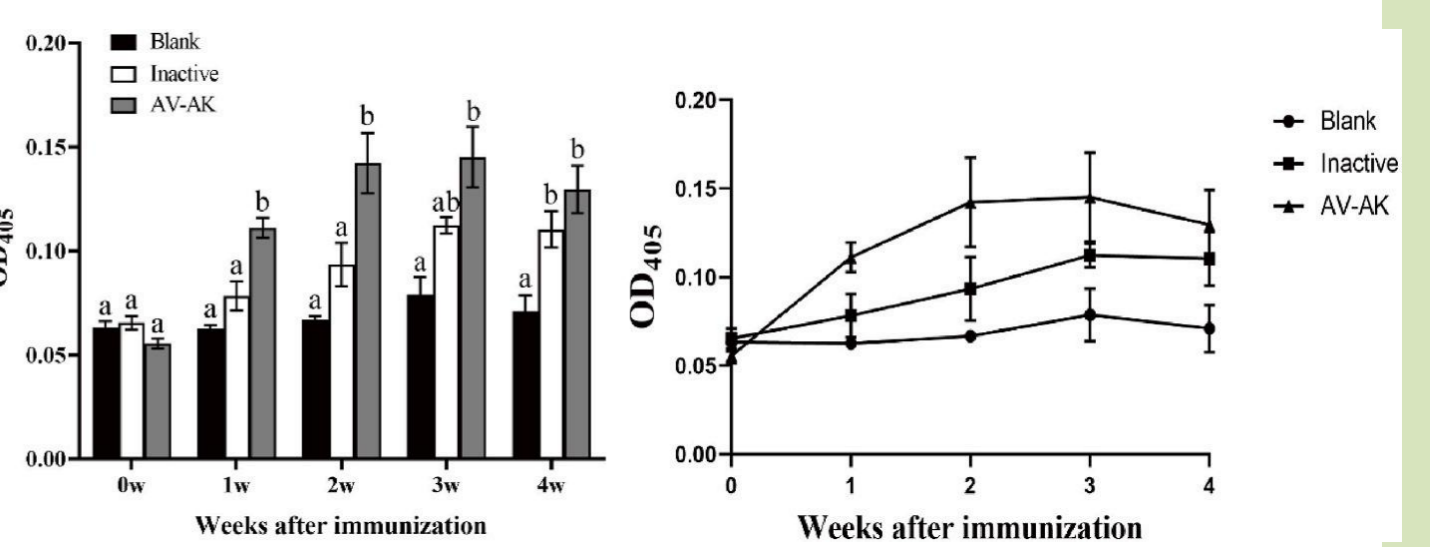 Blank
Inactive
AV-AK
0.20
0.15
0.10
0.05
0.00
OD405
a a a
a a b
a a b
a ab b
a b b
0w 1w 2w 3w 4w
Weeks after immunization
0.20
0.15
0.10
0.05
0.00
OD405
0 1 2 3 4
Weeks after immunization
Blank
Inactive
AV-AK